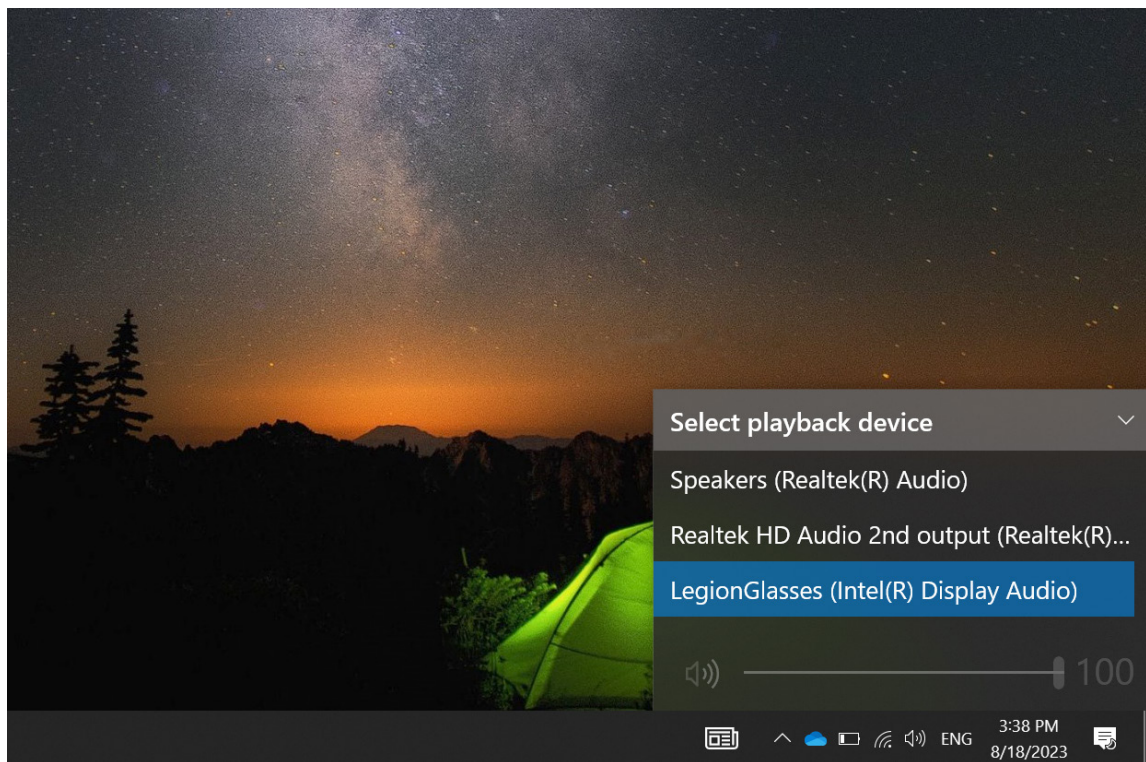 Select playback device
Speakers (Realtek(R) Audio)
Realtek HD Audio 2nd output (Realtek(R)...
LegionGlasses (Intel(R) Display Audio)
100
ENG
3:38 PM
8/18/2023